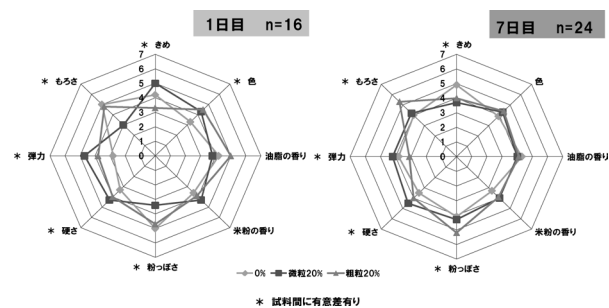 1日目 n=16
* きめ
7
6
5
4
3
2
1
0
* 色
油脂の香り
米粉の香り
* 粉っぽさ
* 硬さ
* 弾力
* もろさ
7日目 n=24
* きめ
7
6
5
4
3
2
1
0
色
油脂の香り
米粉の香り
* 粉っぽさ
* 硬さ
* 弾力
* もろさ
0% 微粒20% 粗粒20%
* 試料間に有意差有り